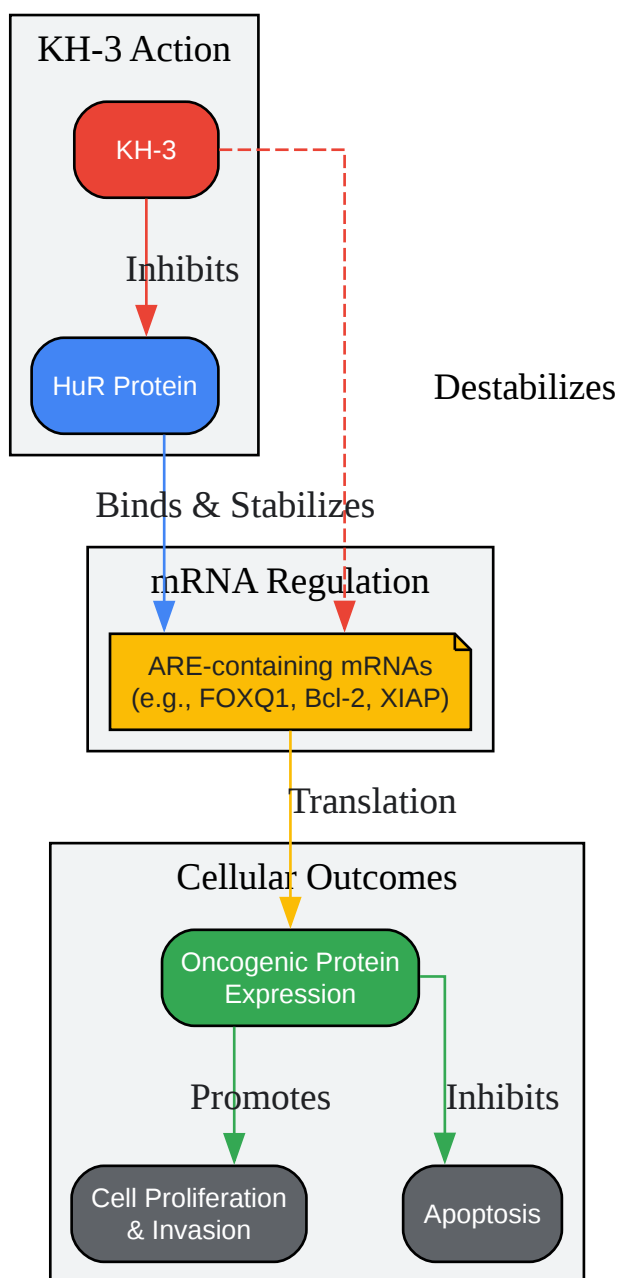 KH-3 Action
KH-3
Inhibits
HuR Protein
Destabilizes
Binds & Stabilizes
mRNA Regulation
ARE-containing mRNAs
(e.g., FOXQ1, Bcl-2, XIAP)
Translation
Cellular Outcomes
Oncogenic Protein
Expression
Promotes
Inhibits
Cell Proliferation
& Invasion
Apoptosis